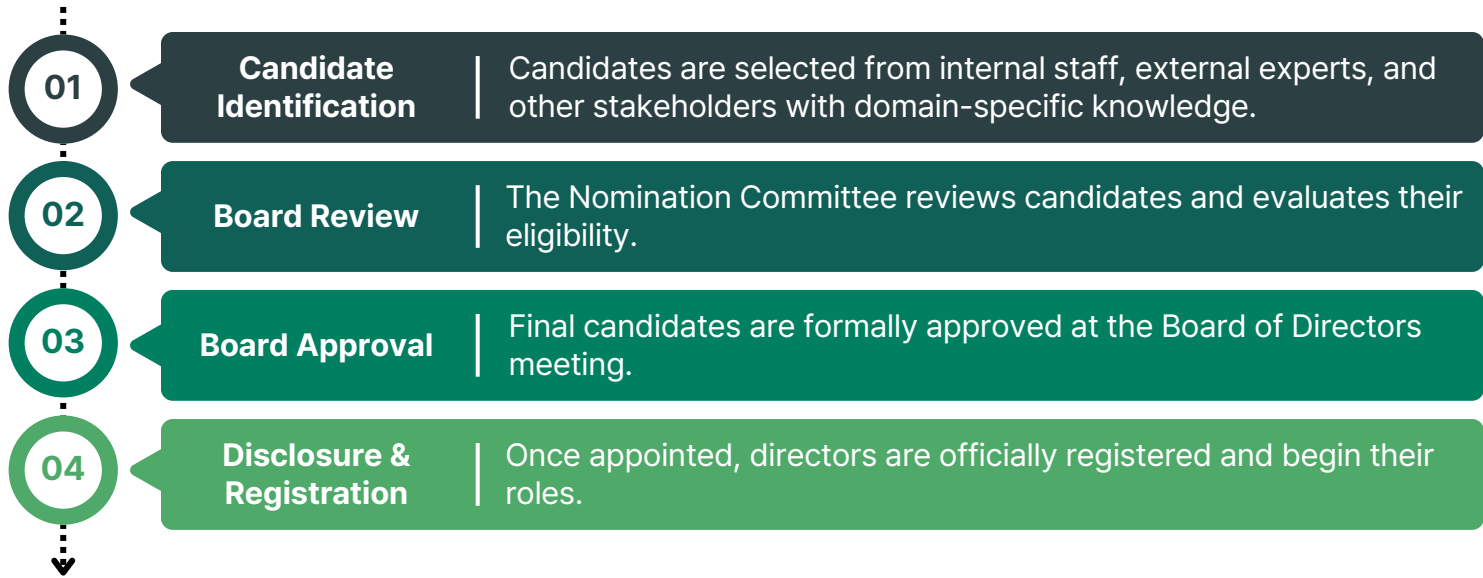 01
Candidate
Identification
Candidates are selected from internal staff, external experts, and
other stakeholders with domain-specific knowledge.
02
Board Review
The Nomination Committee reviews candidates and evaluates their
eligibility.
03
Board Approval
Final candidates are formally approved at the Board of Directors
meeting.
04
Disclosure &
Registration
Once appointed, directors are officially registered and begin their
roles.